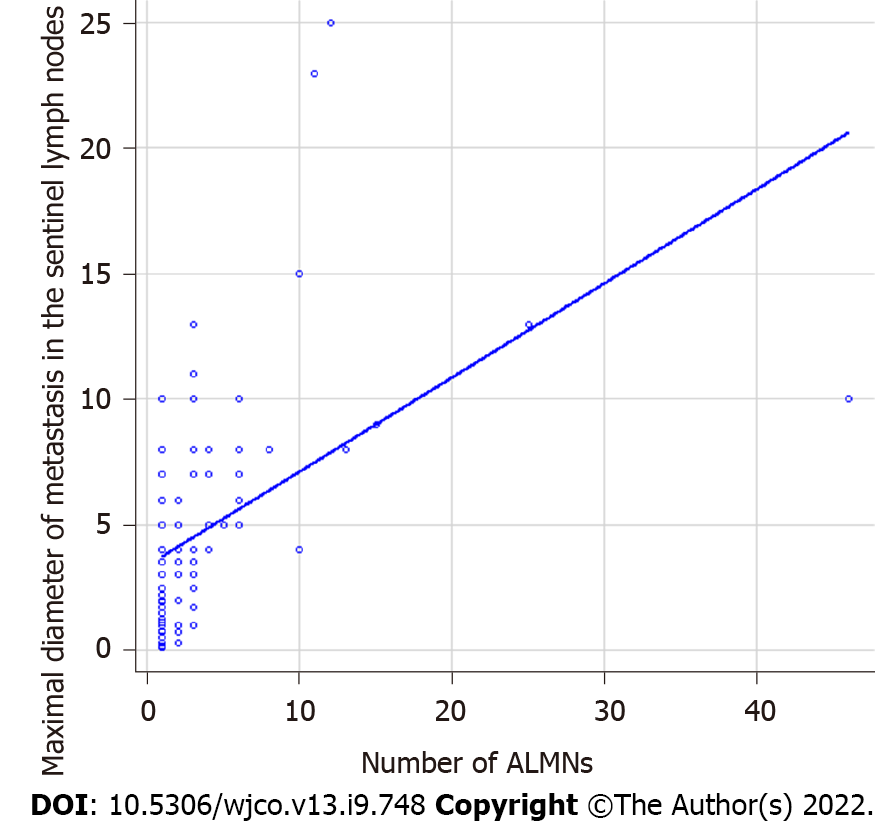 Maximal diameter of metastasis in the sentinel lymph nodes
25
20
15
10
5
0
0 10 20 30 40
Number of ALMNs
DOI: 10.5306/wjco.v13.i9.748 Copyright ©The Author(s) 2022.